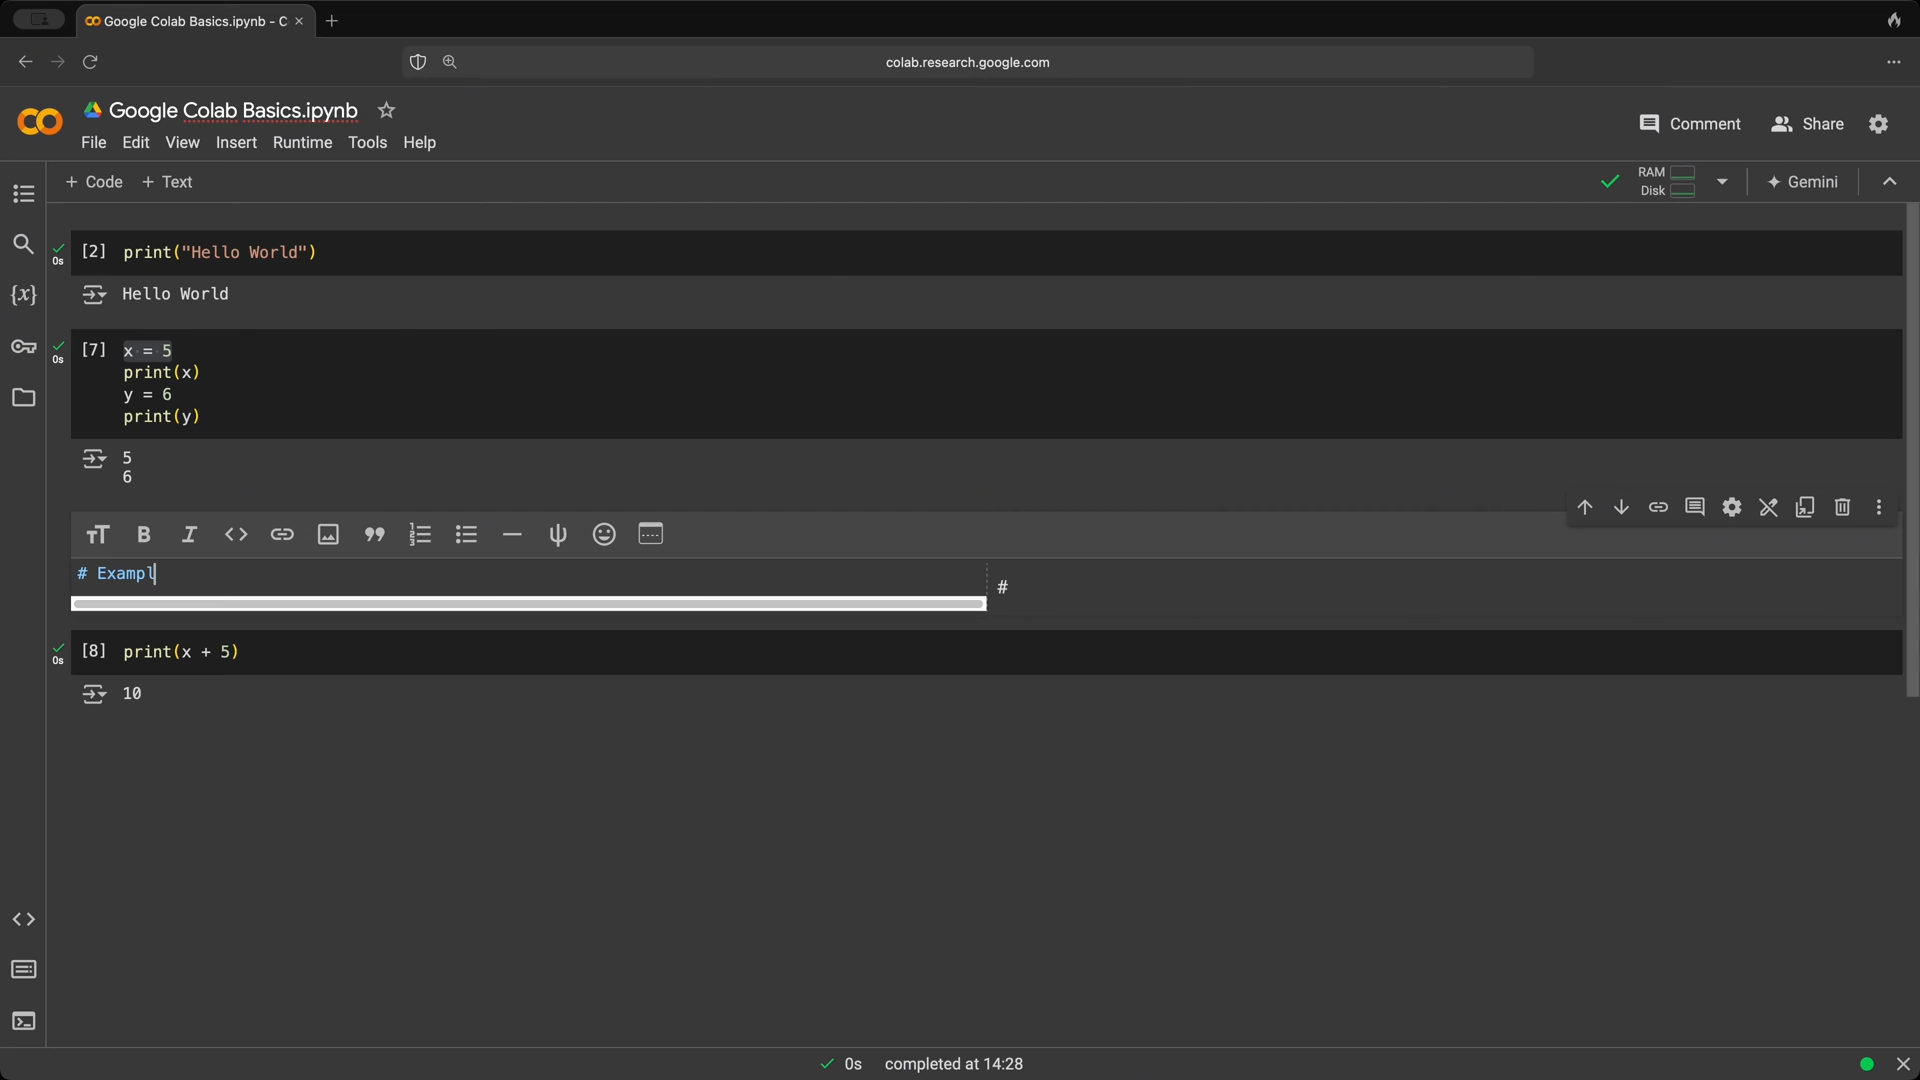 Google Colab Basics.ipynb - C
colab.research.google.com
Google Colab Basics.ipynb
File Edit View Insert Runtime Tools Help
Comment Share
+ Code + Text
RAM
Disk
Gemini
0s [2] print("Hello World")
Hello World
0s [7] x = 5
print(x)
y = 6
print(y)
5
6
# Exampl
#
0s [8] print(x + 5)
10
0s completed at 14:28